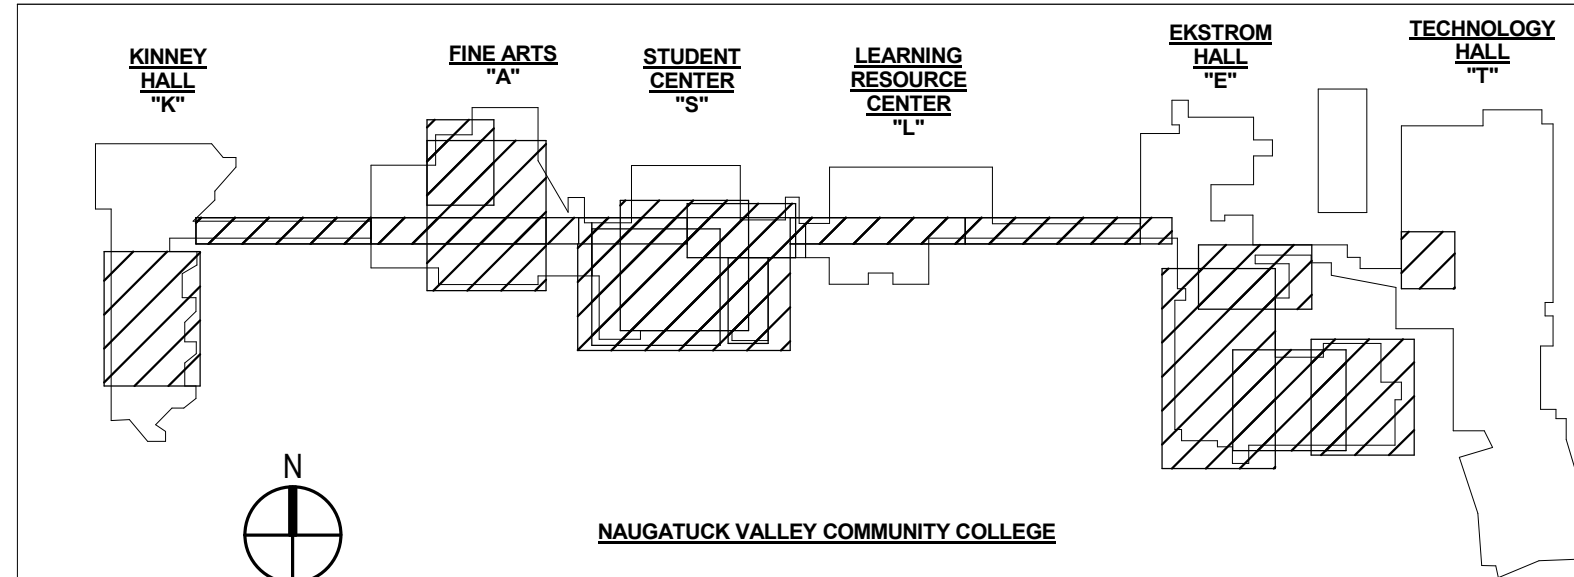 KINNEY
HALL
"K"
FINE ARTS
"A"
STUDENT
CENTER
"S"
LEARNING
RESOURCE
CENTER
"L"
EKSTROM
HALL
"E"
TECHNOLOGY
HALL
"T"
N
NAUGATUCK VALLEY COMMUNITY COLLEGE